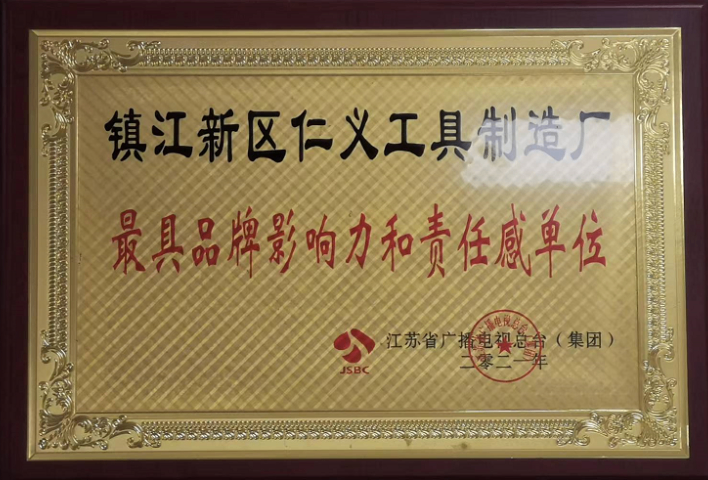 镇江新区仁义工具制造厂
最具品牌影响力和责任感单位
JSBC
江苏省广播电视总台（集团）
二零二一年